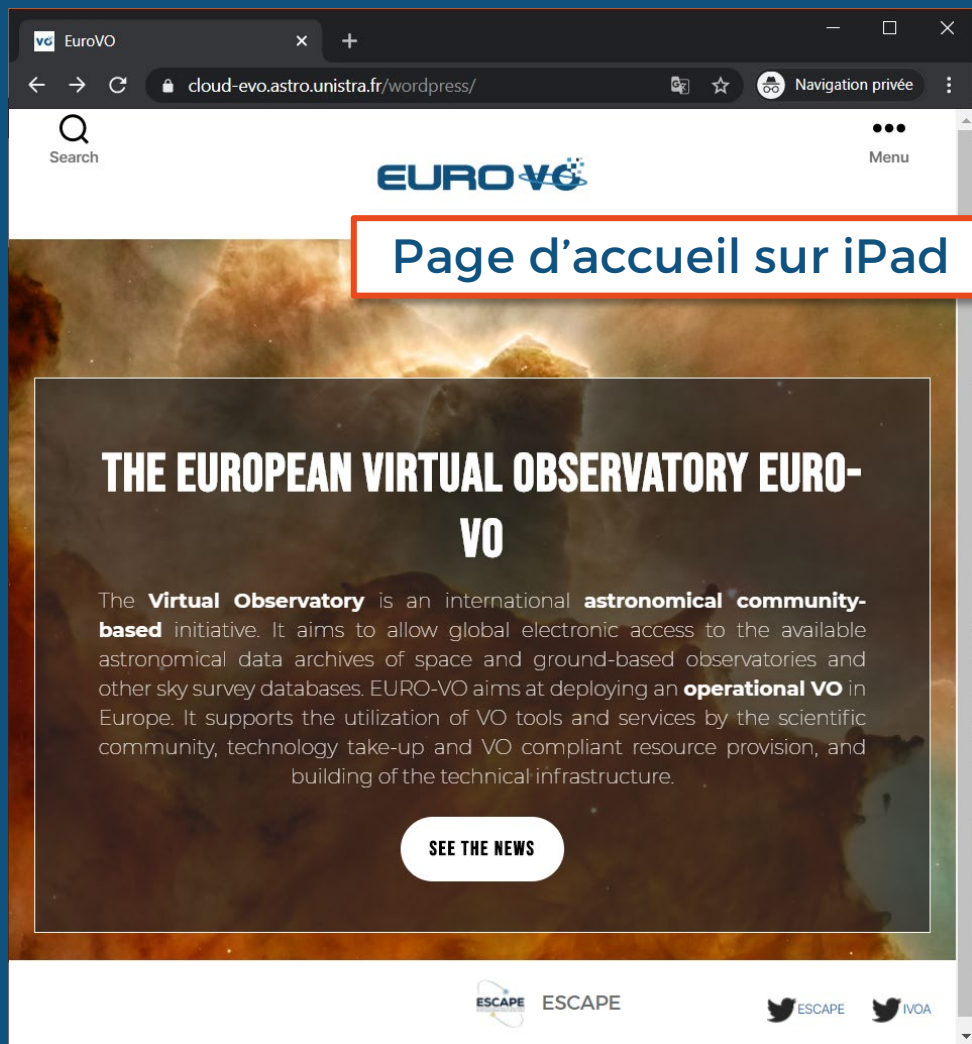 VO EuroVO
cloud-evo.astro.unistra.fr/wordpress/
Navigation privée
Search
Menu
EURO VO
Page d’accueil sur iPad
THE EUROPEAN VIRTUAL OBSERVATORY EURO-
VO
The Virtual Observatory is an international astronomical community-
based initiative. It aims to allow global electronic access to the available
astronomical data archives of space and ground-based observatories and
other sky survey databases. EURO-VO aims at deploying an operational VO in
Europe. It supports the utilization of VO tools and services by the scientific
community, technology take-up and VO compliant resource provision, and
building of the technical infrastructure.
SEE THE NEWS
ESCAPE ESCAPE
ESCAPE IVOA